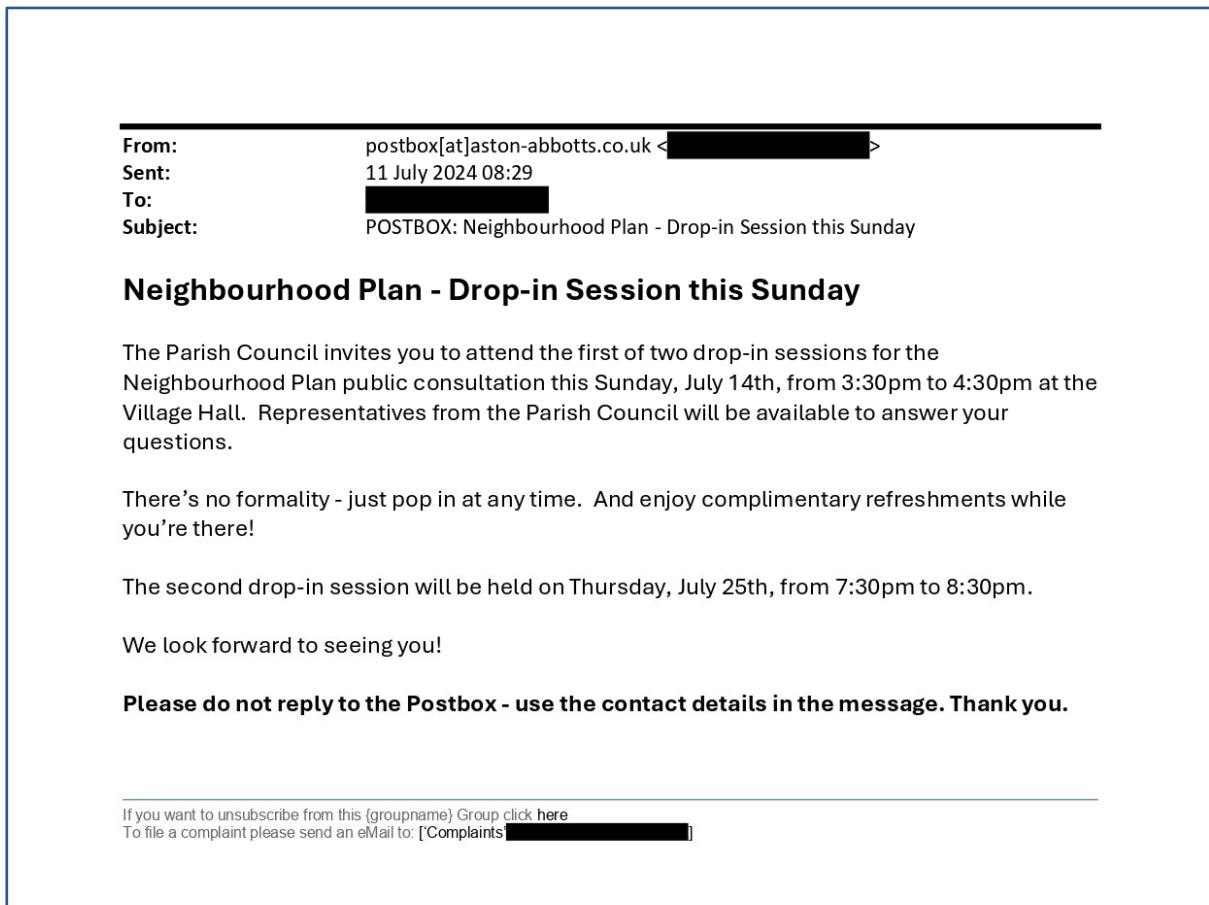 From: postbox[at]aston-abbotts.co.uk < >
Sent: 11 July 2024 08:29
To:
Subject: POSTBOX: Neighbourhood Plan - Drop-in Session this Sunday
Neighbourhood Plan - Drop-in Session this Sunday
The Parish Council invites you to attend the first of two drop-in sessions for the
Neighbourhood Plan public consultation this Sunday, July 14th, from 3:30pm to 4:30pm at the
Village Hall.  Representatives from the Parish Council will be available to answer your
questions.
There’s no formality - just pop in at any time.  And enjoy complimentary refreshments while
you’re there!
The second drop-in session will be held on Thursday, July 25th, from 7:30pm to 8:30pm.
We look forward to seeing you!
Please do not reply to the Postbox - use the contact details in the message. Thank you.
If you want to unsubscribe from this {groupname} Group click here
To file a complaint please send an eMail to: ['Complaints' ]